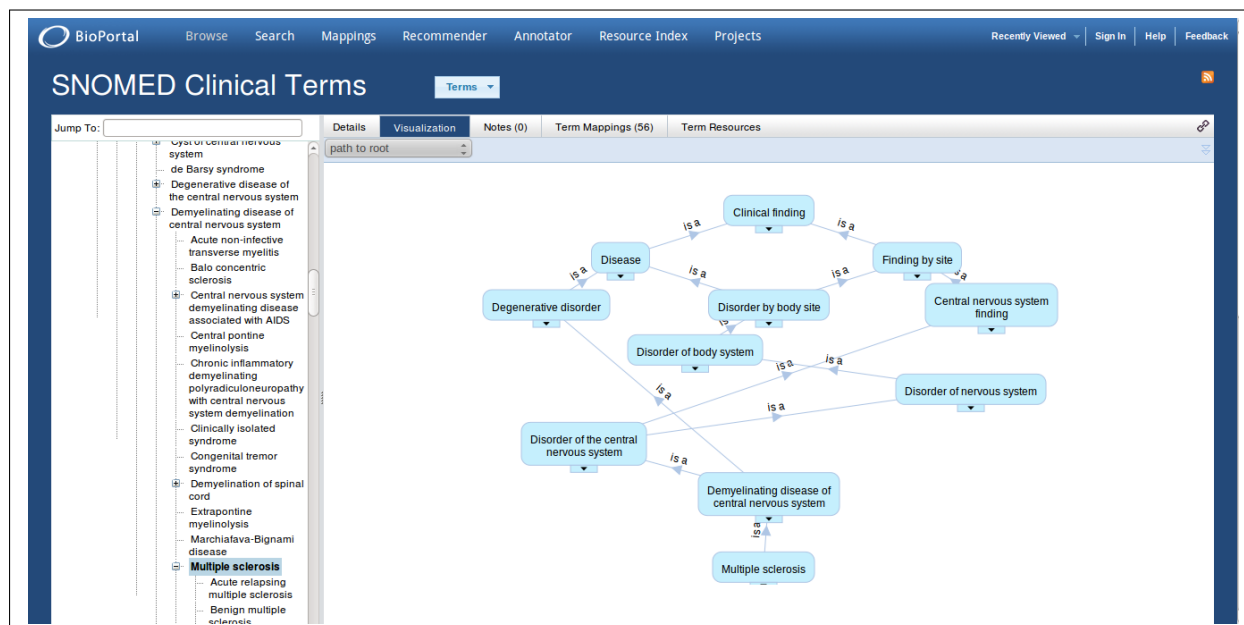 BioPortal Browse Search Mappings Recommender Annotator Resource Index Projects Recently Viewed Sign In Help Feedback
SNOMED Clinical Terms Terms
Jump To:
Details Visualization Notes (0) Term Mappings (56) Term Resources
path to root
Cyst of central nervous
system
de Barsy syndrome
Degenerative disease of
the central nervous system
Demyelinating disease of
central nervous system
Acute non-infective
transverse myelitis
Balo concentric
sclerosis
Central nervous system
demyelinating disease
associated with AIDS
Central pontine
myelinolysis
Chronic inflammatory
demyelinating
polyradiculoneuropathy
with central nervous
system demyelination
Clinically isolated
syndrome
Congenital tremor
syndrome
Demyelination of spinal
cord
Extrapontine
myelinolysis
Marchiafava-Bignami
disease
Multiple sclerosis
Acute relapsing
multiple sclerosis
Benign multiple
sclerosis
Clinical finding
is a
is a
Disease
Finding by site
is a
is a
is a
is a
Degenerative disorder
Disorder by body site
Central nervous system
finding
is a
Disorder of body system
is a
is a
Disorder of nervous system
is a
is a
Disorder of the central
nervous system
is a
Demyelinating disease of
central nervous system
is a
Multiple sclerosis